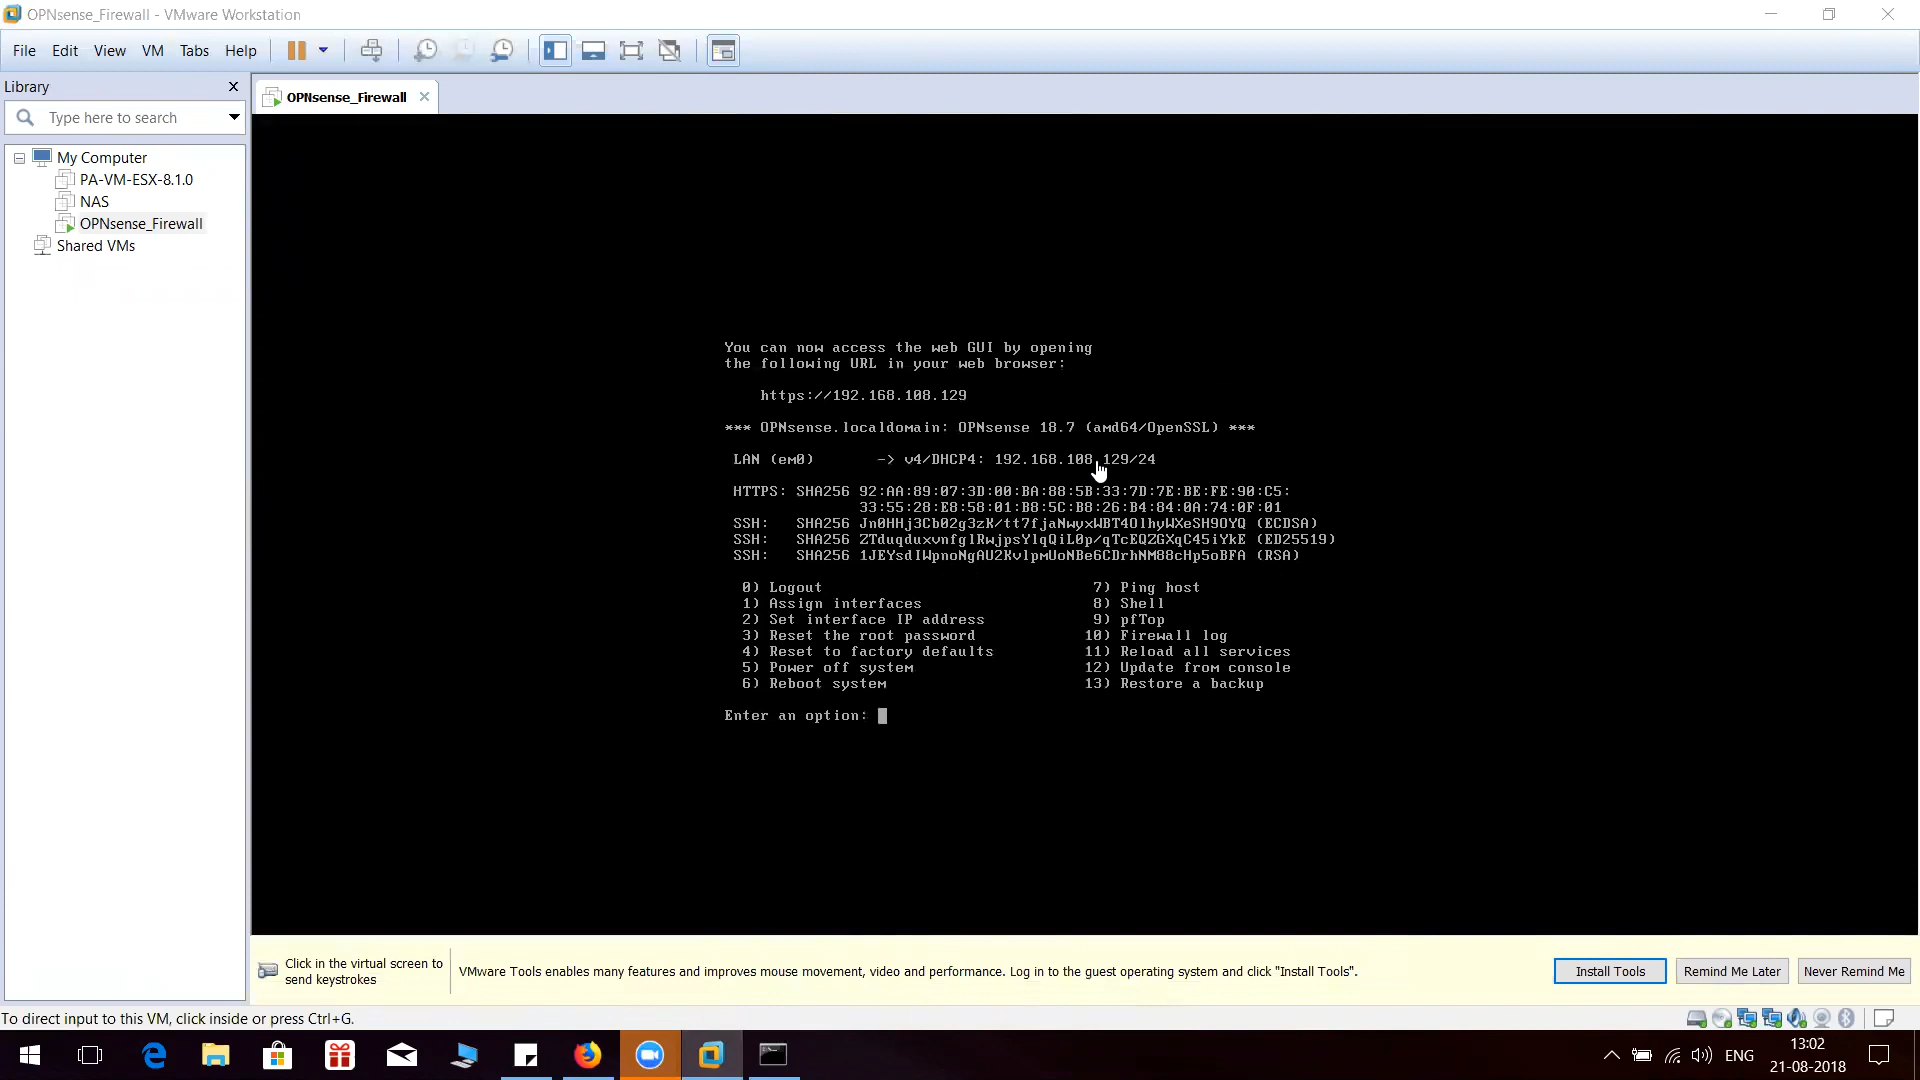 OPNsense_Firewall - VMware Workstation
File Edit View VM Tabs Help
Library
Type here to search
My Computer
PA-VM-ESX-8.1.0
NAS
OPNsense_Firewall
Shared VMs
OPNsense_Firewall
You can now access the web GUI by opening
the following URL in your web browser:
https://192.168.108.129
*** OPNsense.localdomain: OPNsense 18.7 (amd64/OpenSSL) ***
LAN (em0) -> v4/DHCP4: 192.168.108.129/24
HTTPS: SHA256 92:AA:89:07:3D:00:BA:88:5B:33:7D:7E:BE:FE:90:C5:
33:55:28:E8:58:01:B8:5C:B8:26:B4:84:0A:74:0F:01
SSH: SHA256 Jn0HHj3Cb02g3zK/tt7fjaNwyxWBT4OlhyWXeSH9OYQ (ECDSA)
SSH: SHA256 ZTduqduxvnfglRwjpsYlqQiL0p/qTcEQZGXqC45iYkE (ED25519)
SSH: SHA256 1JEYsdIWpnoNgAU2KvlpmUoNBe6CDrhNM88cHp5oBFA (RSA)
0) Logout 7) Ping host
1) Assign interfaces 8) Shell
2) Set interface IP address 9) pfTop
3) Reset the root password 10) Firewall log
4) Reset to factory defaults 11) Reload all services
5) Power off system 12) Update from console
6) Reboot system 13) Restore a backup
Enter an option:
Click in the virtual screen to
send keystrokes
VMware Tools enables many features and improves mouse movement, video and performance. Log in to the guest operating system and click "Install Tools".
Install Tools Remind Me Later Never Remind Me
To direct input to this VM, click inside or press Ctrl+G.
ENG
13:02
21-08-2018